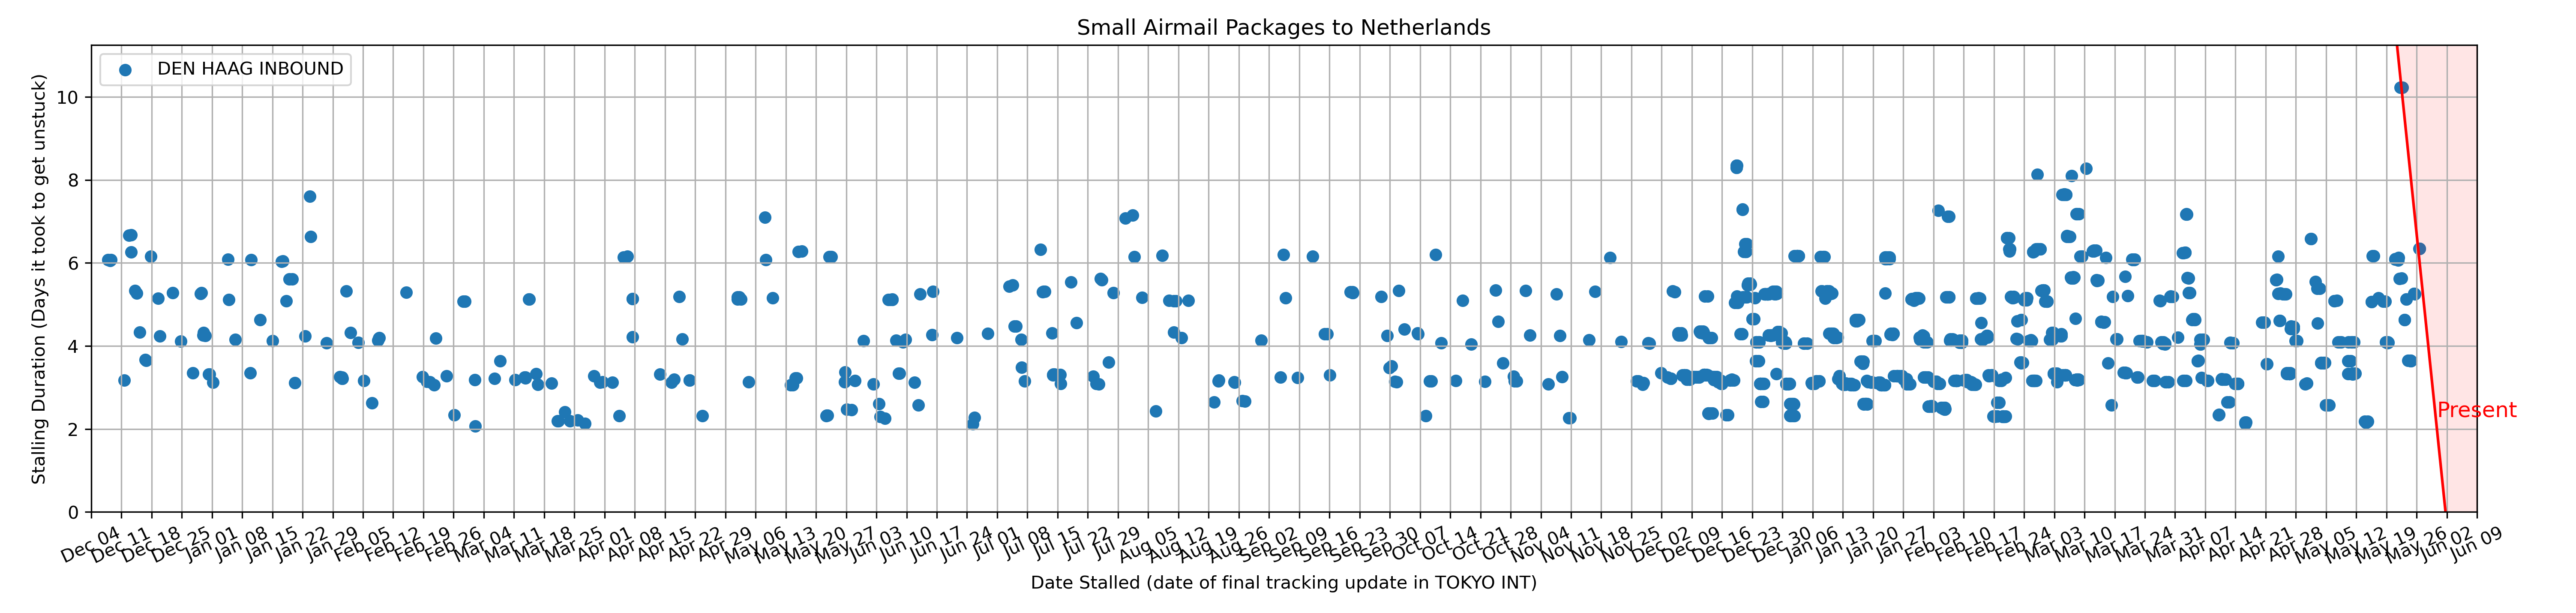 Small Airmail Packages to Netherlands
DEN HAAG INBOUND
Stalling Duration (Days it took to get unstuck)
10
8
6
4
2
0
Present
Dec 04 Dec 11 Dec 18 Dec 25 Jan 01 Jan 08 Jan 15 Jan 22 Jan 29 Feb 05 Feb 12 Feb 19 Feb 26 Mar 04 Mar 11 Mar 18 Mar 25 Apr 01 Apr 08 Apr 15 Apr 22 Apr 29 May 06 May 13 May 20 May 27 Jun 03 Jun 10 Jun 17 Jun 24 Jul 01 Jul 08 Jul 15 Jul 22 Jul 29 Aug 05 Aug 12 Aug 19 Aug 26 Sep 02 Sep 09 Sep 16 Sep 23 Sep 30 Oct 07 Oct 14 Oct 21 Oct 28 Nov 04 Nov 11 Nov 18 Nov 25 Dec 02 Dec 09 Dec 16 Dec 23 Dec 30 Jan 06 Jan 13 Jan 20 Jan 27 Feb 03 Feb 10 Feb 17 Feb 24 Mar 03 Mar 10 Mar 17 Mar 24 Mar 31 Apr 07 Apr 14 Apr 21 Apr 28 May 05 May 12 May 19 May 26 Jun 02 Jun 09
Date Stalled (date of final tracking update in TOKYO INT)